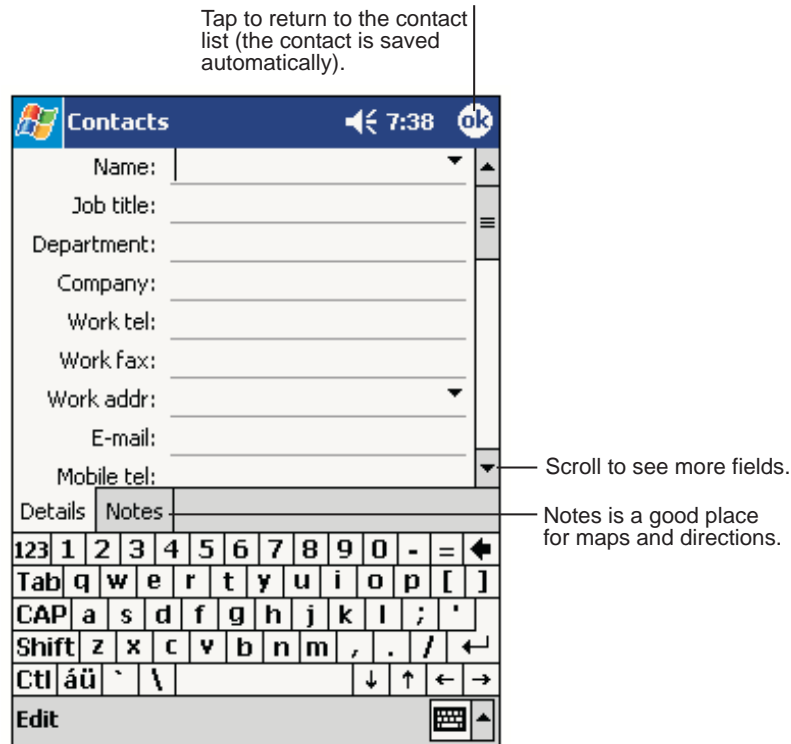 Tap to return to the contact
list (the contact is saved
automatically).
Contacts 7:38 ok
Name:
Job title:
Department:
Company:
Work tel:
Work fax:
Work addr:
E-mail:
Mobile tel:
Scroll to see more fields.
Details Notes
Notes is a good place
for maps and directions.
123 1 2 3 4 5 6 7 8 9 0 - = 🡄
Tab q w e r t y u i o p [ ]
CAP a s d f g h j k l ; '
Shift z x c v b n m , . / ↵
Ctl áü ` \ ↓ ↑ ← →
Edit